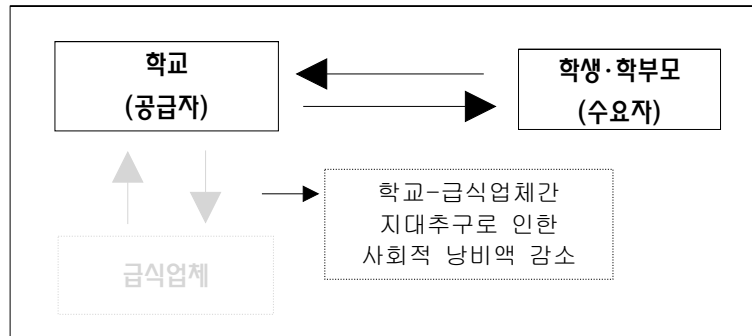 학교
(공급자)
학생·학부모
(수요자)
학교-급식업체간
지대추구로 인한
사회적 낭비액 감소
급식업체